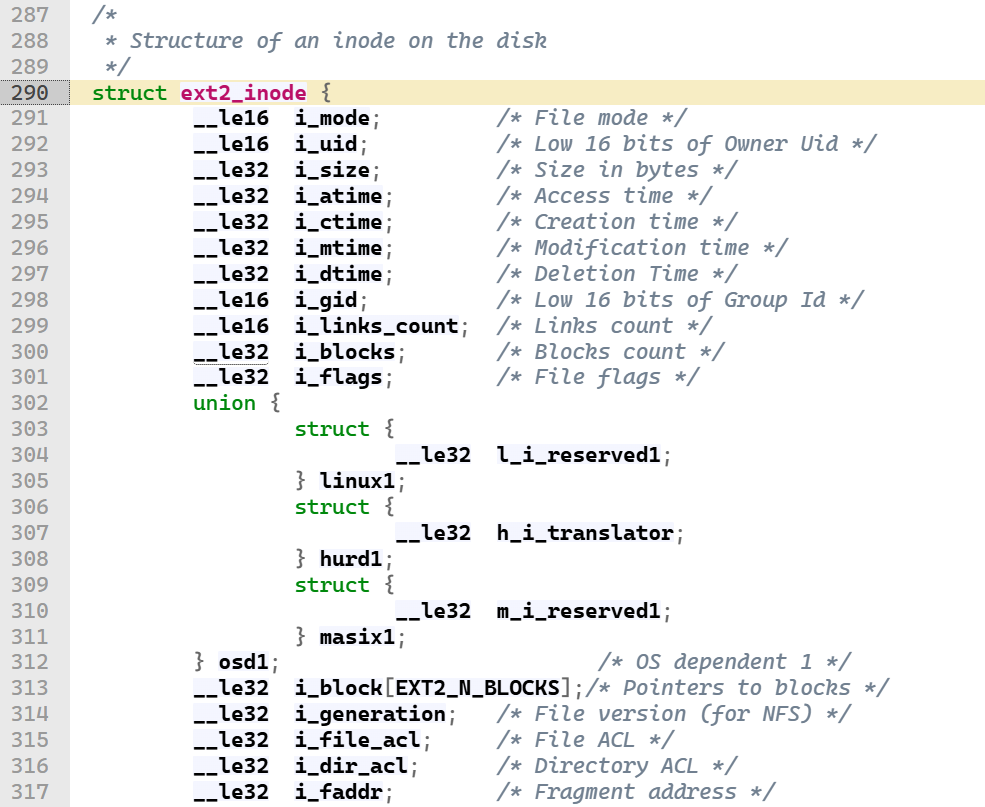 287 /*
288  * Structure of an inode on the disk
289  */
290 struct ext2_inode {
291         __le16  i_mode;         /* File mode */
292         __le16  i_uid;          /* Low 16 bits of Owner Uid */
293         __le32  i_size;         /* Size in bytes */
294         __le32  i_atime;        /* Access time */
295         __le32  i_ctime;        /* Creation time */
296         __le32  i_mtime;        /* Modification time */
297         __le32  i_dtime;        /* Deletion Time */
298         __le16  i_gid;          /* Low 16 bits of Group Id */
299         __le16  i_links_count;  /* Links count */
300         __le32  i_blocks;       /* Blocks count */
301         __le32  i_flags;        /* File flags */
302         union {
303                 struct {
304                         __le32  l_i_reserved1;
305                 } linux1;
306                 struct {
307                         __le32  h_i_translator;
308                 } hurd1;
309                 struct {
310                         __le32  m_i_reserved1;
311                 } masix1;
312         } osd1;                         /* OS dependent 1 */
313         __le32  i_block[EXT2_N_BLOCKS];/* Pointers to blocks */
314         __le32  i_generation;   /* File version (for NFS) */
315         __le32  i_file_acl;     /* File ACL */
316         __le32  i_dir_acl;      /* Directory ACL */
317         __le32  i_faddr;        /* Fragment address */